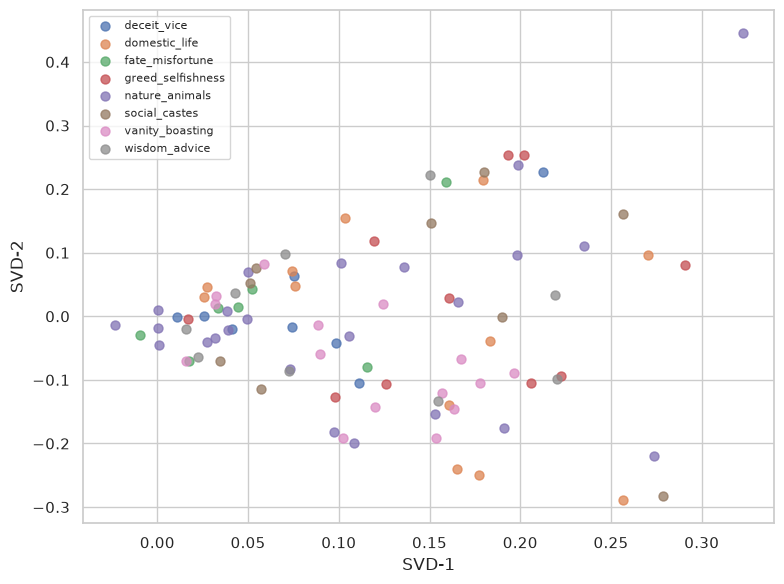 deceit_vice
domestic_life
fate_misfortune
greed_selfishness
nature_animals
social_castes
vanity_boasting
wisdom_advice
0.4
0.3
0.2
0.1
0.0
−0.1
−0.2
−0.3
SVD-2
0.00 0.05 0.10 0.15 0.20 0.25 0.30
SVD-1